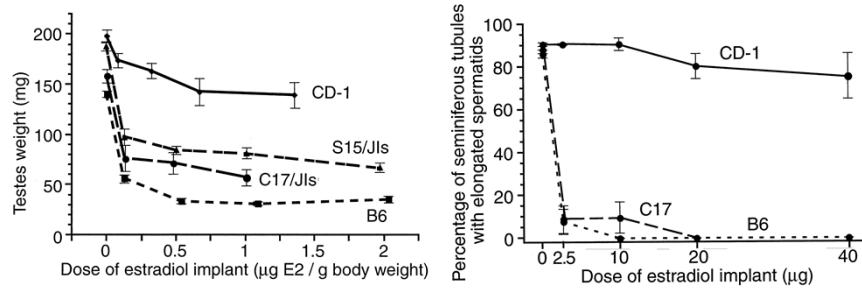 Testes weight (mg)
200
150
100
50
0
CD-1
S15/JIs
C17/JIs
B6
0 0.5 1 1.5 2
Dose of estradiol implant (µg E2 / g body weight)
Percentage of seminiferous tubules
with elongated spermatids
100
80
60
40
20
0
CD-1
C17
B6
0 2.5 10 20 40
Dose of estradiol implant (µg)